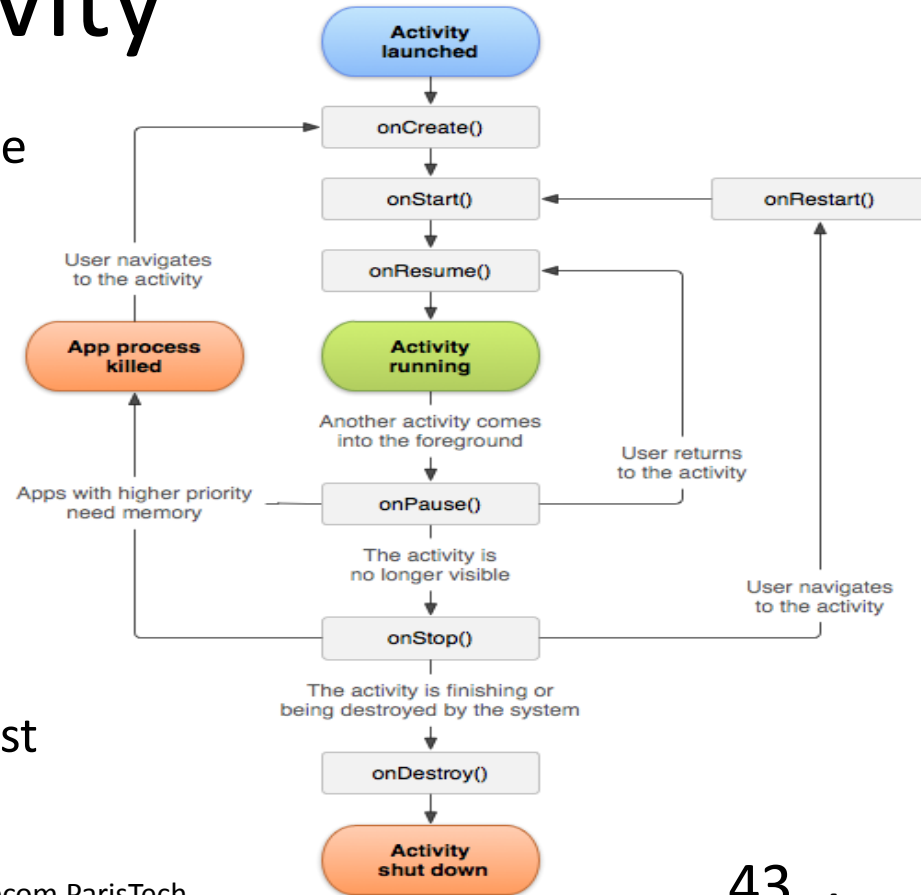 vity
Activity
launched
e
onCreate()
onStart()
onRestart()
User navigates
to the activity
onResume()
App process
killed
Activity
running
Another activity comes
into the foreground
User returns
to the activity
Apps with higher priority
need memory
onPause()
The activity is
no longer visible
User navigates
to the activity
onStop()
The activity is finishing or
being destroyed by the system
st
onDestroy()
Activity
shut down
com ParisTech
43